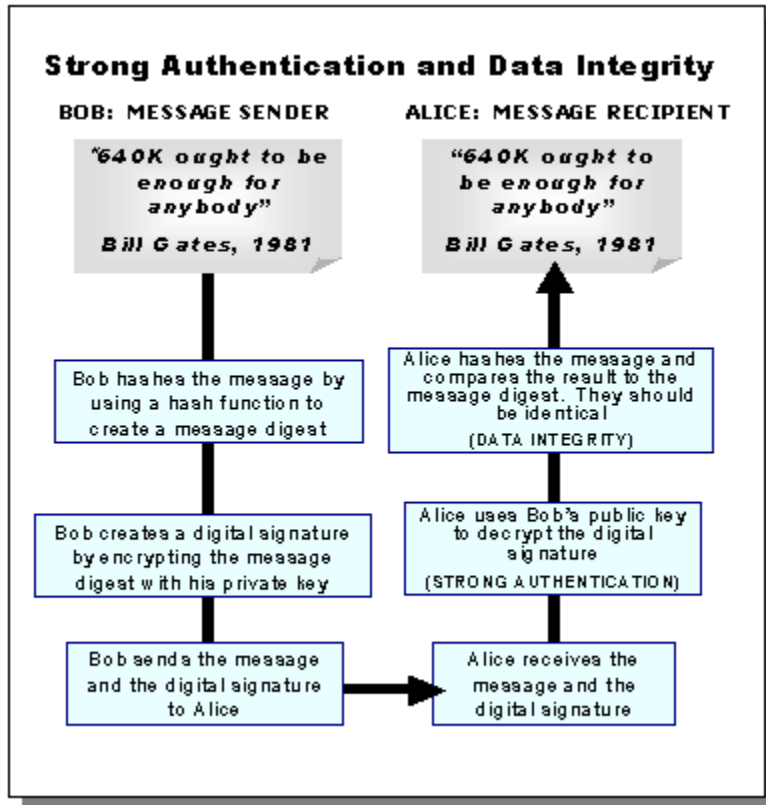 Strong Authentication and Data Integrity
BOB: MESSAGE SENDER
"640K ought to be
enough for
anybody"
Bill Gates, 1981
Bob hashes the message by
using a hash function to
create a message digest
Bob creates a digital signature
by encrypting the message
digest with his private key
Bob sends the message
and the digital signature
to Alice
ALICE: MESSAGE RECIPIENT
“640K ought to
be enough for
anybody”
Bill Gates, 1981
Alice hashes the message and
compares the result to the
message digest. They should
be identical
(DATA INTEGRITY)
Alice uses Bob's public key
to decrypt the digital
signature
(STRONG AUTHENTICATION)
Alice receives the
message and the
digital signature